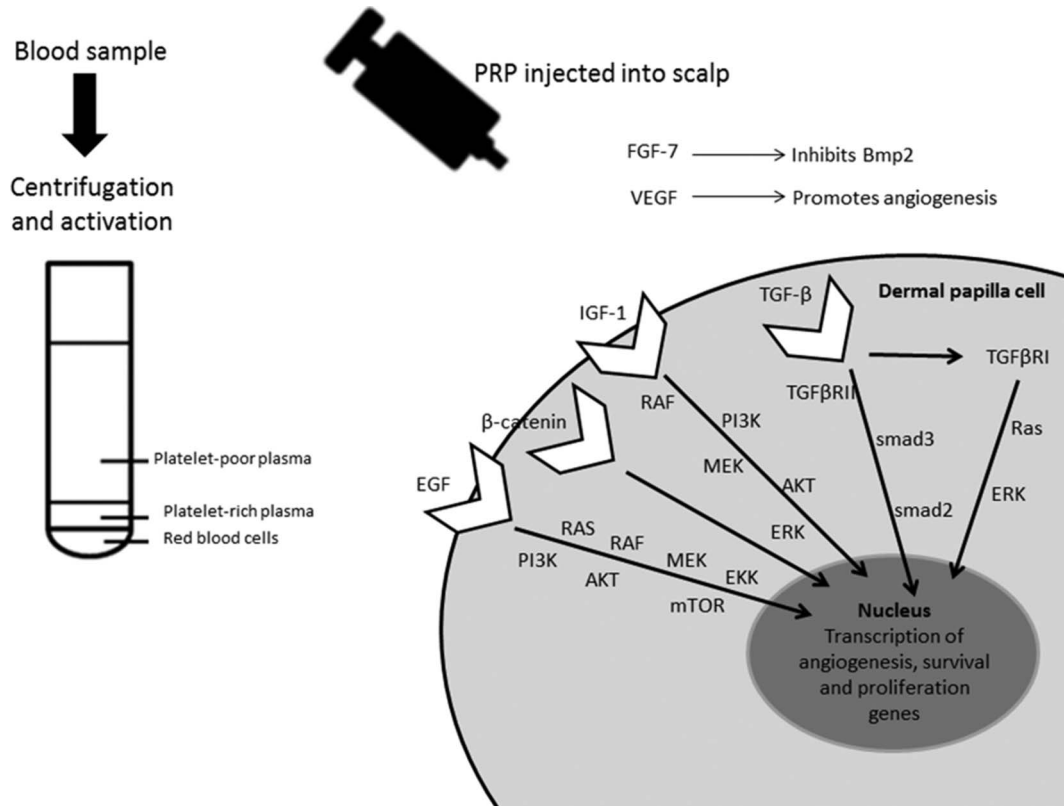 Blood sample
Centrifugation
and activation
Platelet-poor plasma
Platelet-rich plasma
Red blood cells
PRP injected into scalp
FGF-7
Inhibits Bmp2
VEGF
Promotes angiogenesis
Dermal papilla cell
TGF-β
IGF-1
TGFβRI
TGFβRII
RAF
PI3K
β-catenin
Ras
smad3
MEK
AKT
EGF
ERK
smad2
ERK
RAS
RAF
PI3K
MEK
AKT
EKK
mTOR
Nucleus
Transcription of
angiogenesis, survival
and proliferation
genes